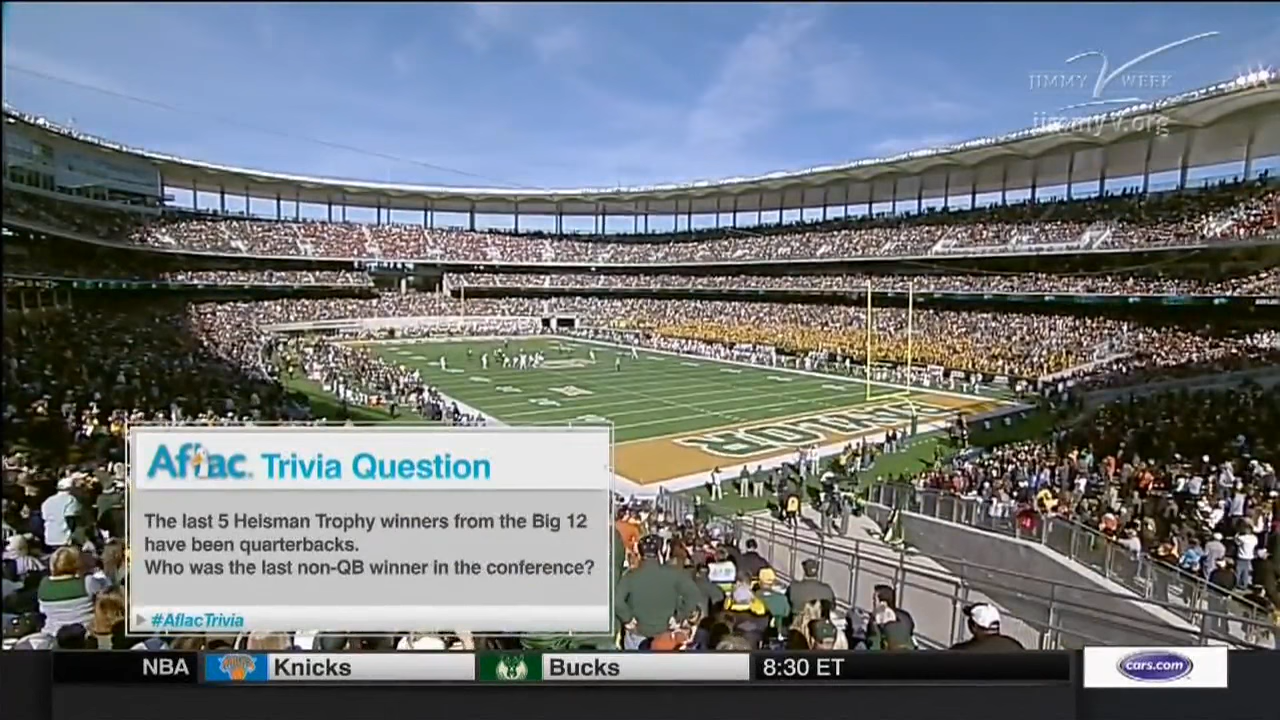 JIMMY V WEEK
jimmyv.org
BAYLOR
Aflac Trivia Question
The last 5 Heisman Trophy winners from the Big 12
have been quarterbacks.
Who was the last non-QB winner in the conference?
#AflacTrivia
NBA Knicks Bucks 8:30 ET
cars.com